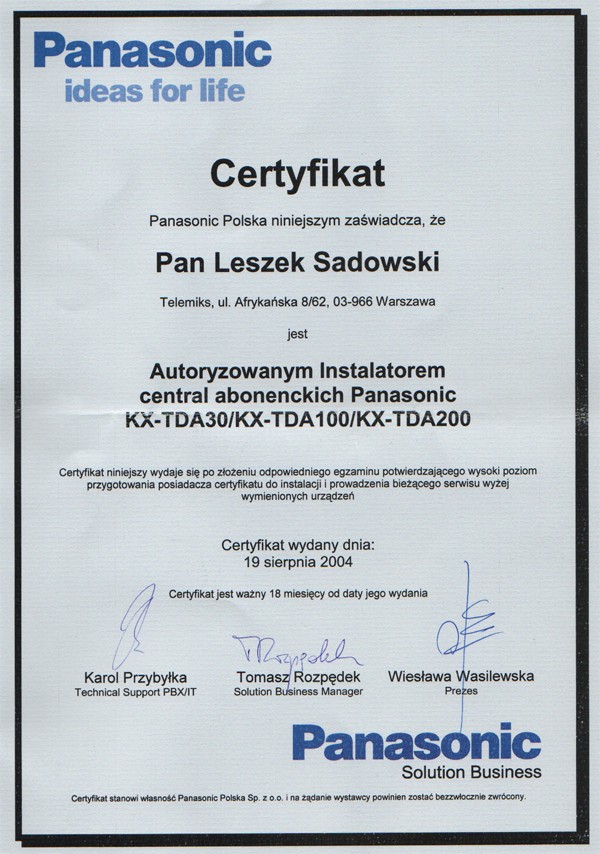 Panasonic
ideas for life
Certyfikat
Panasonic Polska niniejszym zaświadcza, że
Pan Leszek Sadowski
Telemiks, ul. Afrykańska 8/62, 03-966 Warszawa
jest
Autoryzowanym Instalatorem
central abonenckich Panasonic
KX-TDA30/KX-TDA100/KX-TDA200
Certyfikat niniejszy wydaje się po złożeniu odpowiedniego egzaminu potwierdzającego wysoki poziom
przygotowania posiadacza certyfikatu do instalacji i prowadzenia bieżącego serwisu wyżej
wymienionych urządzeń
Certyfikat wydany dnia:
19 sierpnia 2004
Certyfikat jest ważny 18 miesięcy od daty jego wydania
T. Rozpędek
Karol Przybyłka Tomasz Rozpędek Wiesława Wasilewska
Technical Support PBX/IT Solution Business Manager Prezes
Panasonic
Solution Business
Certyfikat stanowi własność Panasonic Polska Sp. z o.o. i na żądanie wystawcy powinien zostać bezzwłocznie zwrócony.